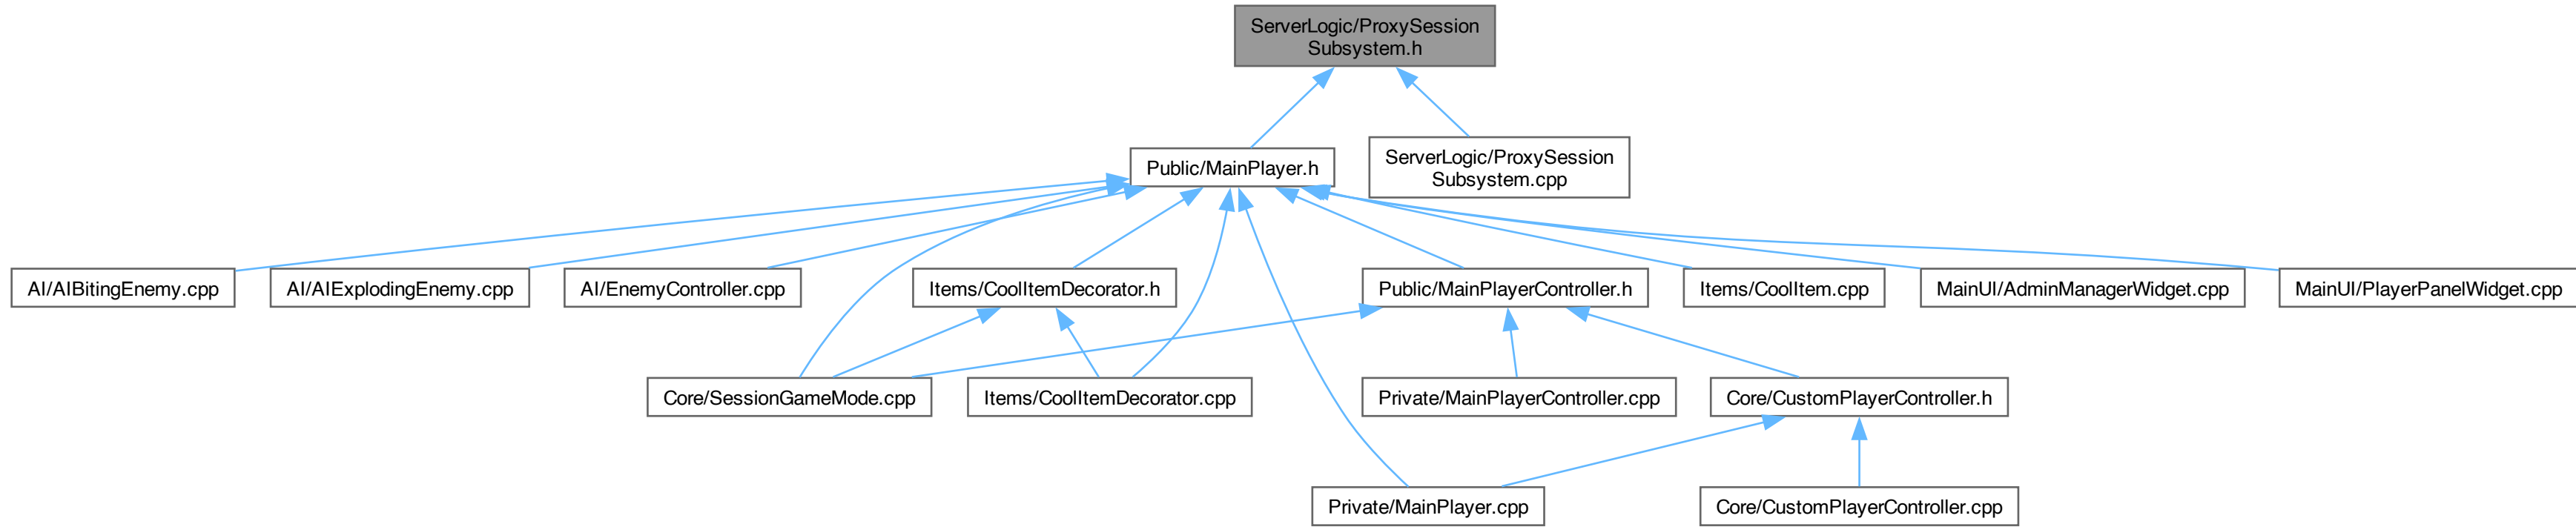 ServerLogic/ProxySession
Subsystem.h
Public/MainPlayer.h
ServerLogic/ProxySession
Subsystem.cpp
AI/AIBitingEnemy.cpp
AI/AIExplodingEnemy.cpp
AI/EnemyController.cpp
Items/CoolItemDecorator.h
Public/MainPlayerController.h
Items/CoolItem.cpp
MainUI/AdminManagerWidget.cpp
MainUI/PlayerPanelWidget.cpp
Core/SessionGameMode.cpp
Items/CoolItemDecorator.cpp
Private/MainPlayerController.cpp
Core/CustomPlayerController.h
Private/MainPlayer.cpp
Core/CustomPlayerController.cpp